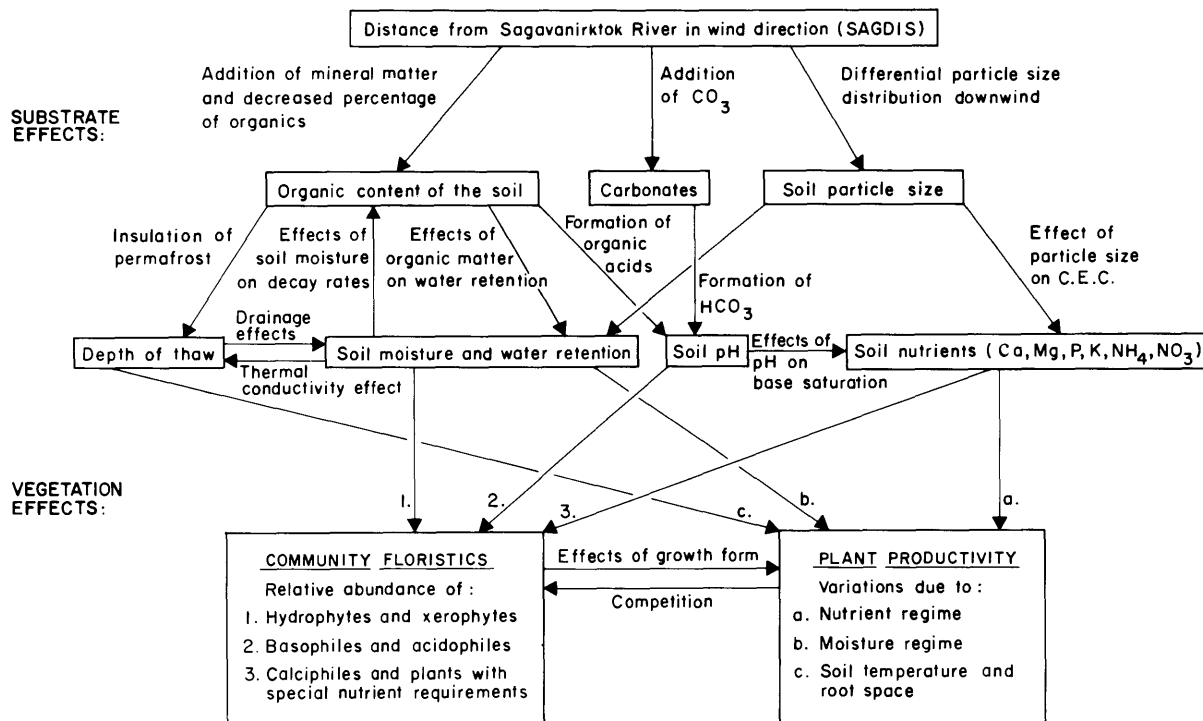 Distance from Sagavanirktok River in wind direction (SAGDIS)
Addition of mineral matter
and decreased percentage
of organics
Addition
of CO3
Differential particle size
distribution downwind
SUBSTRATE
EFFECTS:
Organic content of the soil
Carbonates
Soil particle size
Insulation of
permafrost
Effects of
soil moisture
on decay rates
Effects of
organic matter
on water retention
Formation of
organic
acids
Formation of
HCO3
Effect of
particle size
on C.E.C.
Drainage
effects
Depth of thaw
Soil moisture and water retention
Soil pH
Effects of
pH on
base saturation
Soil nutrients (Ca, Mg, P, K, NH4, NO3)
Thermal
conductivity effect
VEGETATION
EFFECTS:
1.
2.
3.
c.
b.
a.
COMMUNITY FLORISTICS
Relative abundance of:
1. Hydrophytes and xerophytes
2. Basophiles and acidophiles
3. Calciphiles and plants with
special nutrient requirements
Effects of growth form
Competition
PLANT PRODUCTIVITY
Variations due to:
a. Nutrient regime
b. Moisture regime
c. Soil temperature and
root space